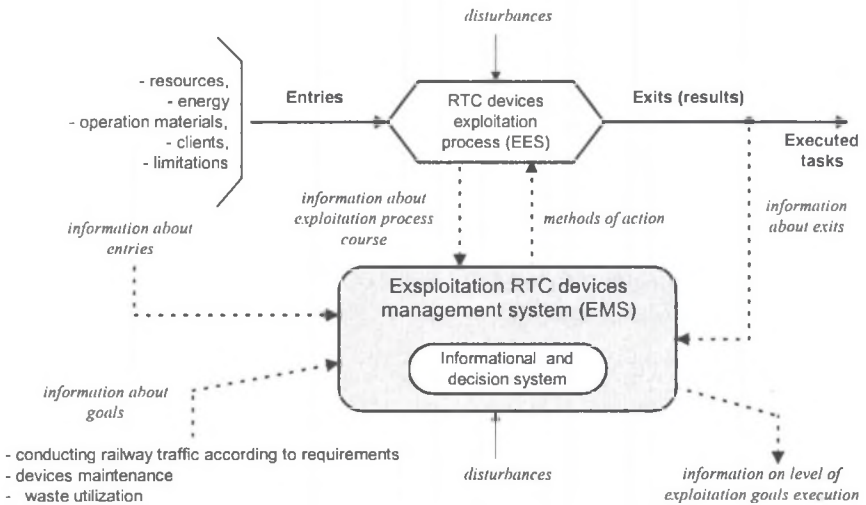 disturbances
- resources,
- energy
- operation materials,
- clients,
- limitations
Entries
RTC devices
exploitation
process (EES)
Exits (results)
Executed
tasks
information about
entries
information about
exploitation process
course
methods of action
information
about exits
Exsploitation RTC devices
management system (EMS)
Informational and
decision system
information about
goals
- conducting railway traffic according to requirements
- devices maintenance
- waste utilization
disturbances
information on level of
exploitation goals execution